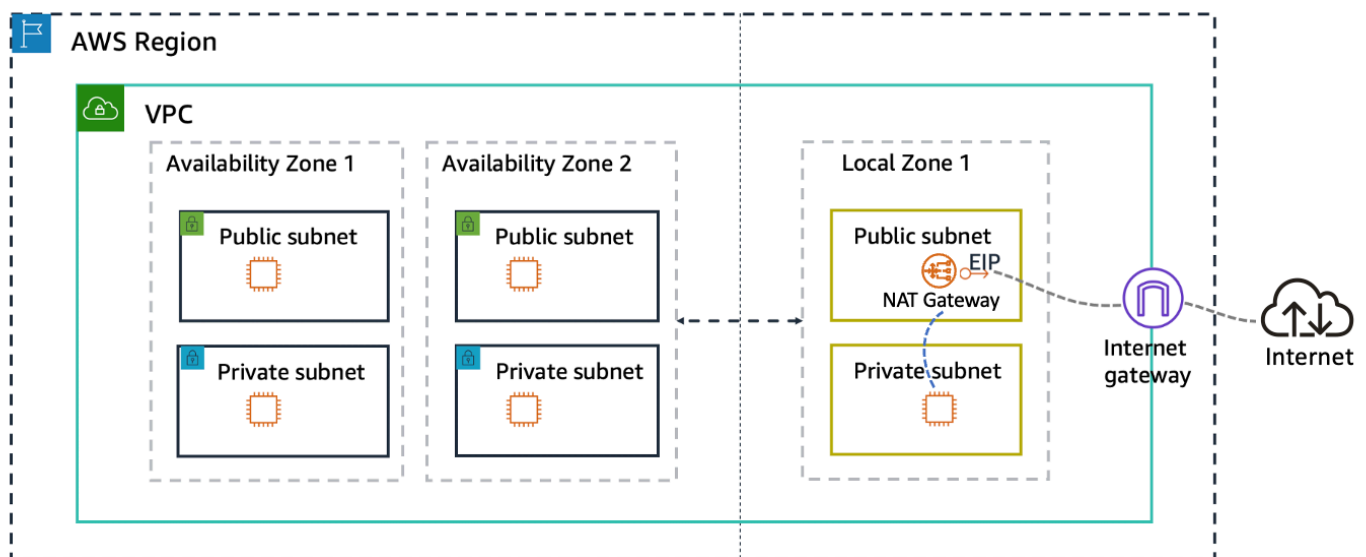 AWS Region
VPC
Availability Zone 1
Availability Zone 2
Local Zone 1
Public subnet
Public subnet
Public subnet
EIP
NAT Gateway
Private subnet
Private subnet
Private subnet
Internet
gateway
Internet